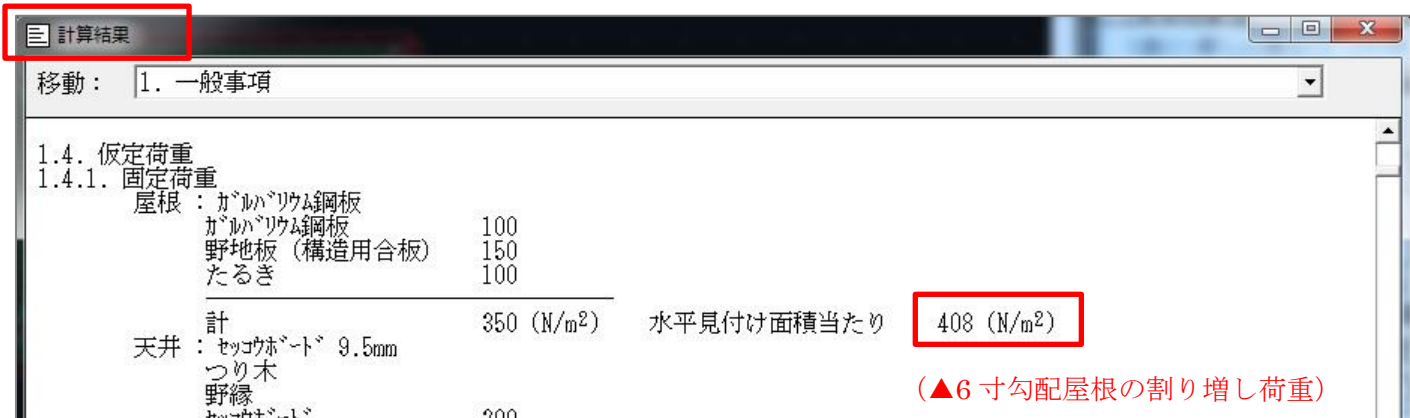 計算結果
移動： 1. 一般事項
1.4. 仮定荷重
1.4.1. 固定荷重
屋根 : ｶﾞﾙﾊﾞﾘｳﾑ鋼板
ｶﾞﾙﾊﾞﾘｳﾑ鋼板 100
野地板 (構造用合板) 150
たるき 100
計 350 (N/m2) 水平見付け面積当たり 408 (N/m2)
天井 : ｾｯｺｳﾎﾞｰﾄﾞ 9.5mm
（▲6 寸勾配屋根の割り増し荷重）
つり木
野縁